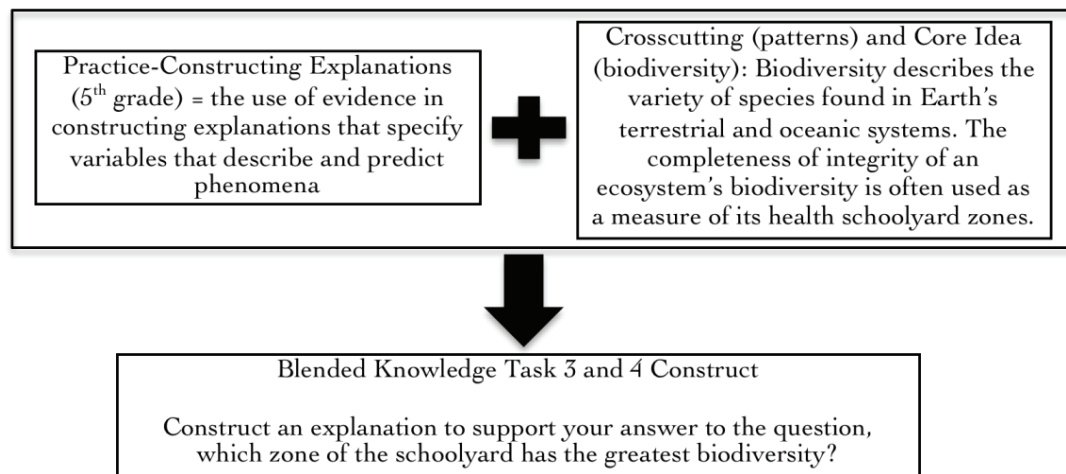 Practice-Constructing Explanations
(5th grade) = the use of evidence in
constructing explanations that specify
variables that describe and predict
phenomena
Crosscutting (patterns) and Core Idea
(biodiversity): Biodiversity describes the
variety of species found in Earth's
terrestrial and oceanic systems. The
completeness of integrity of an
ecosystem's biodiversity is often used as
a measure of its health schoolyard zones.
Blended Knowledge Task 3 and 4 Construct
Construct an explanation to support your answer to the question,
which zone of the schoolyard has the greatest biodiversity?